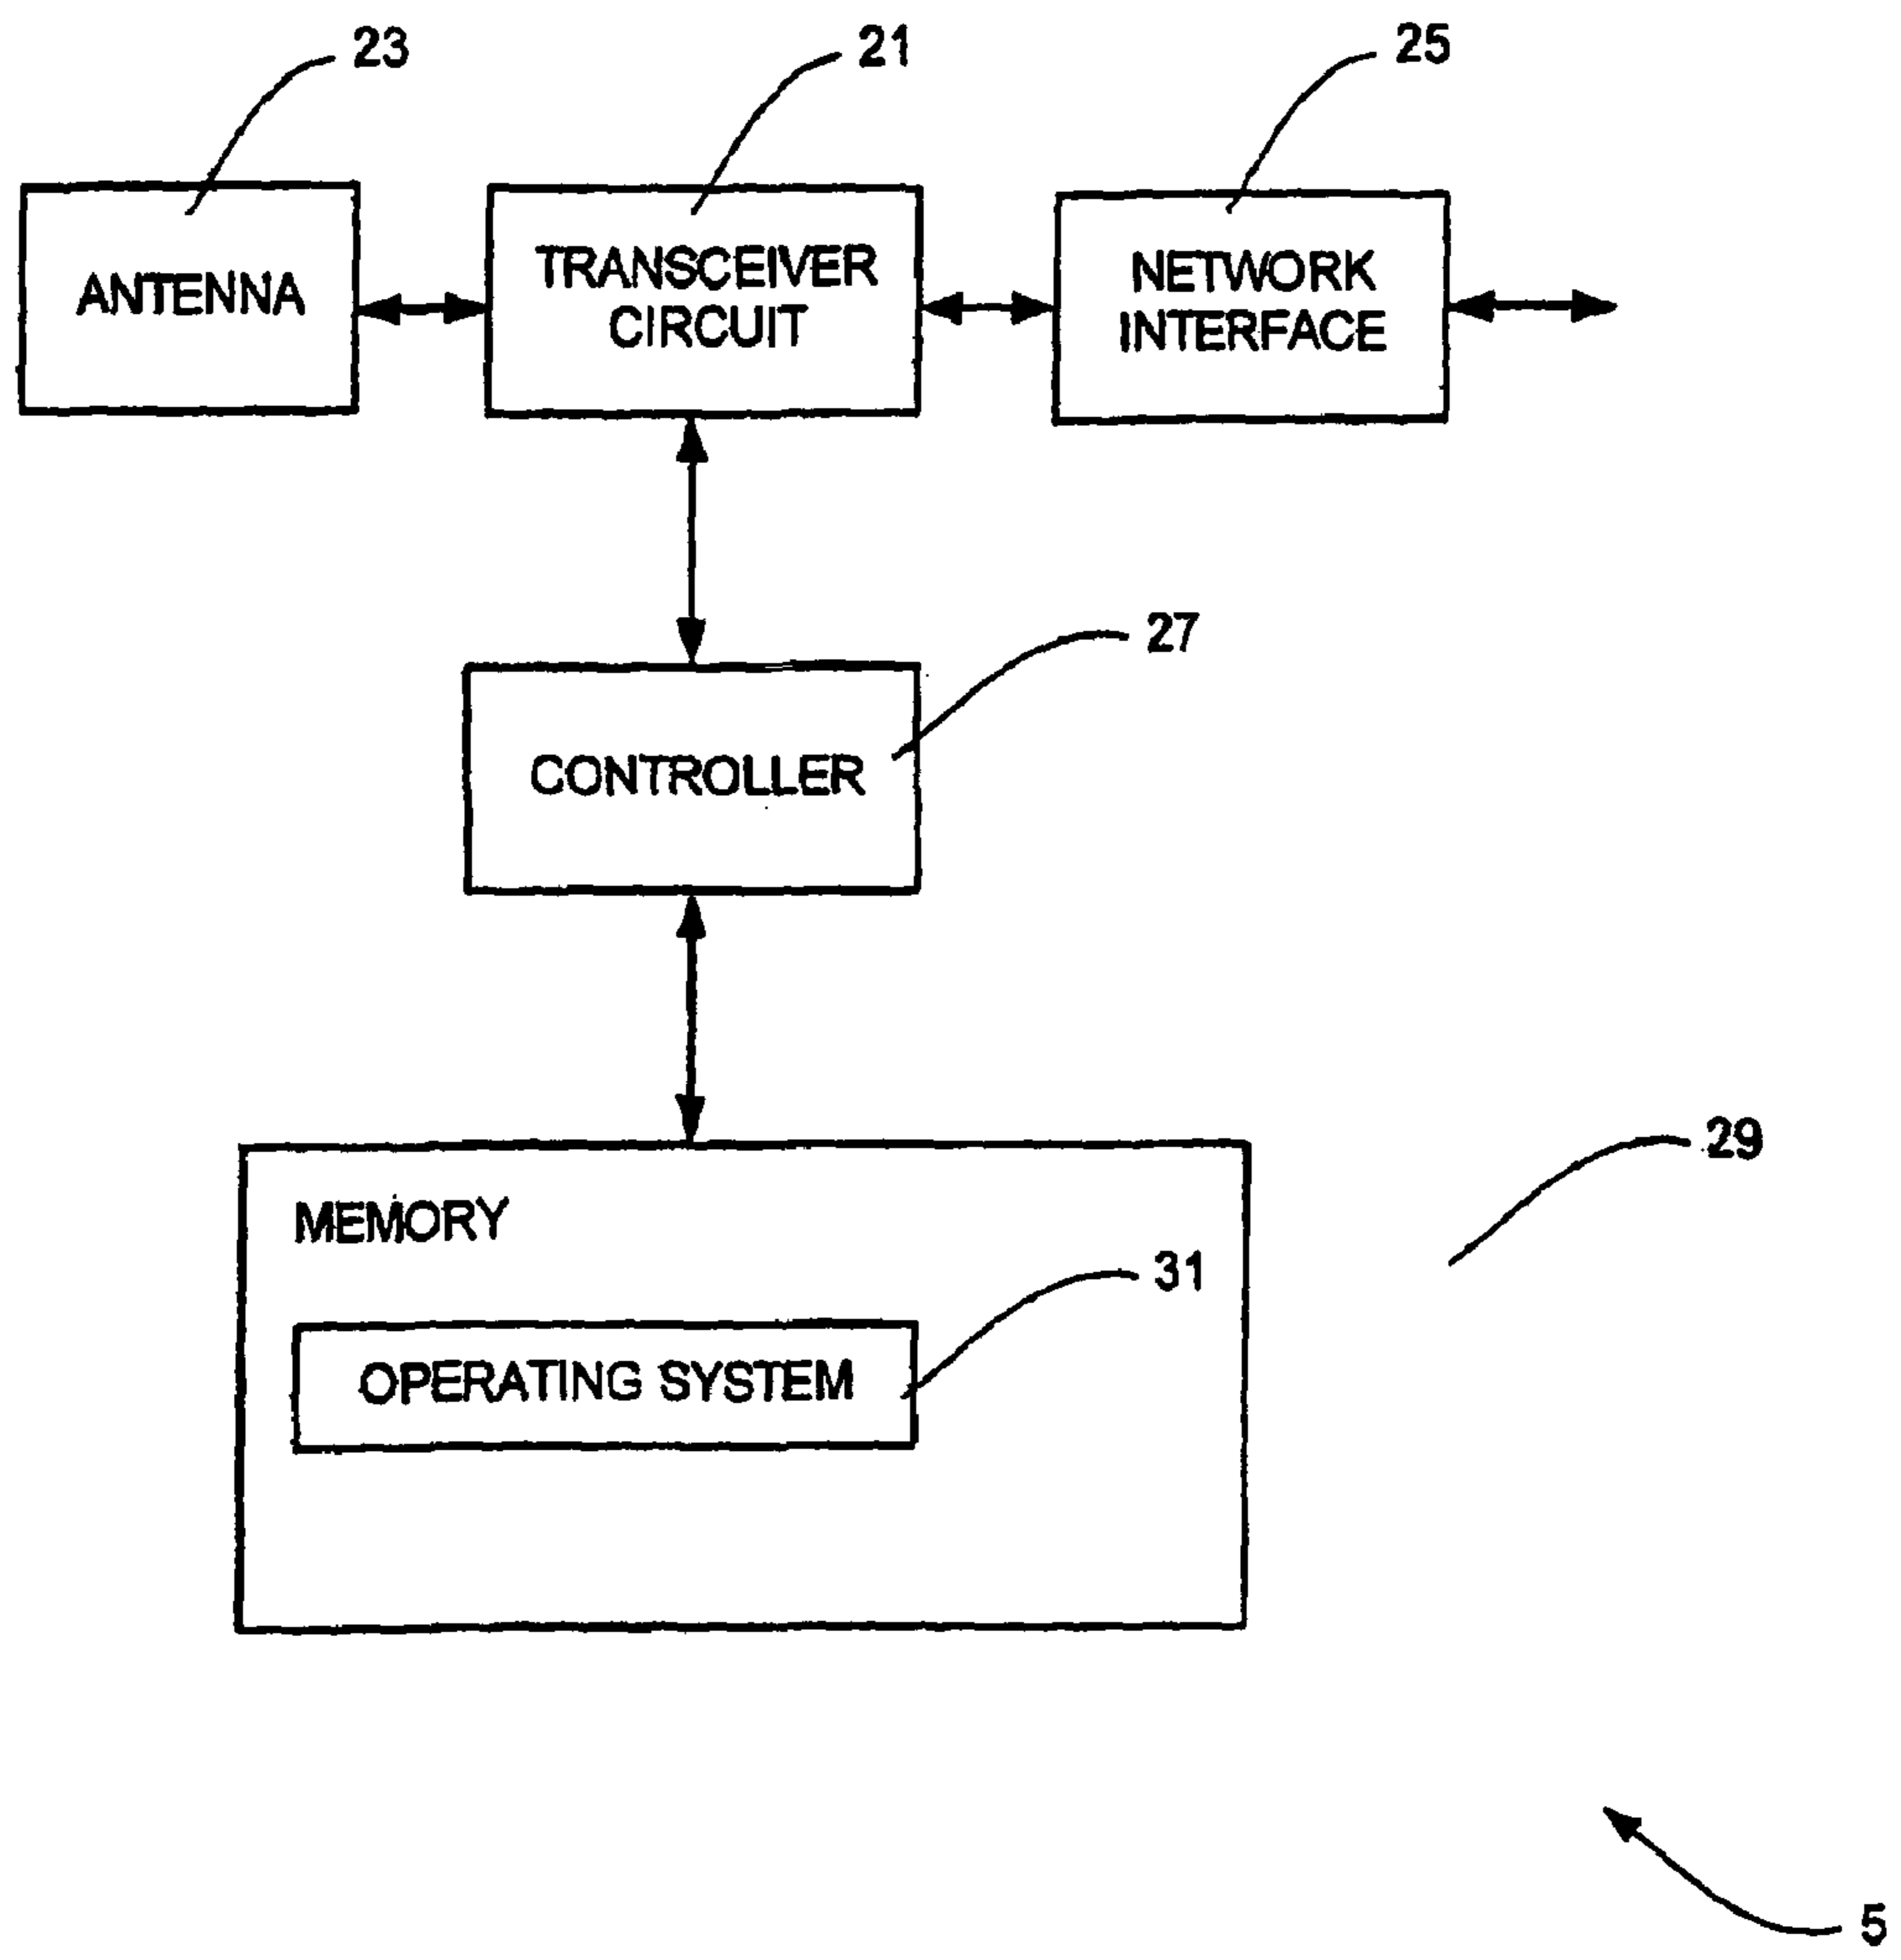 23
21
25
ANTENNA
TRANSCEIVER
CIRCUIT
NETWORK
INTERFACE
27
CONTROLLER
29
MEMORY
31
OPERATING SYSTEM
5